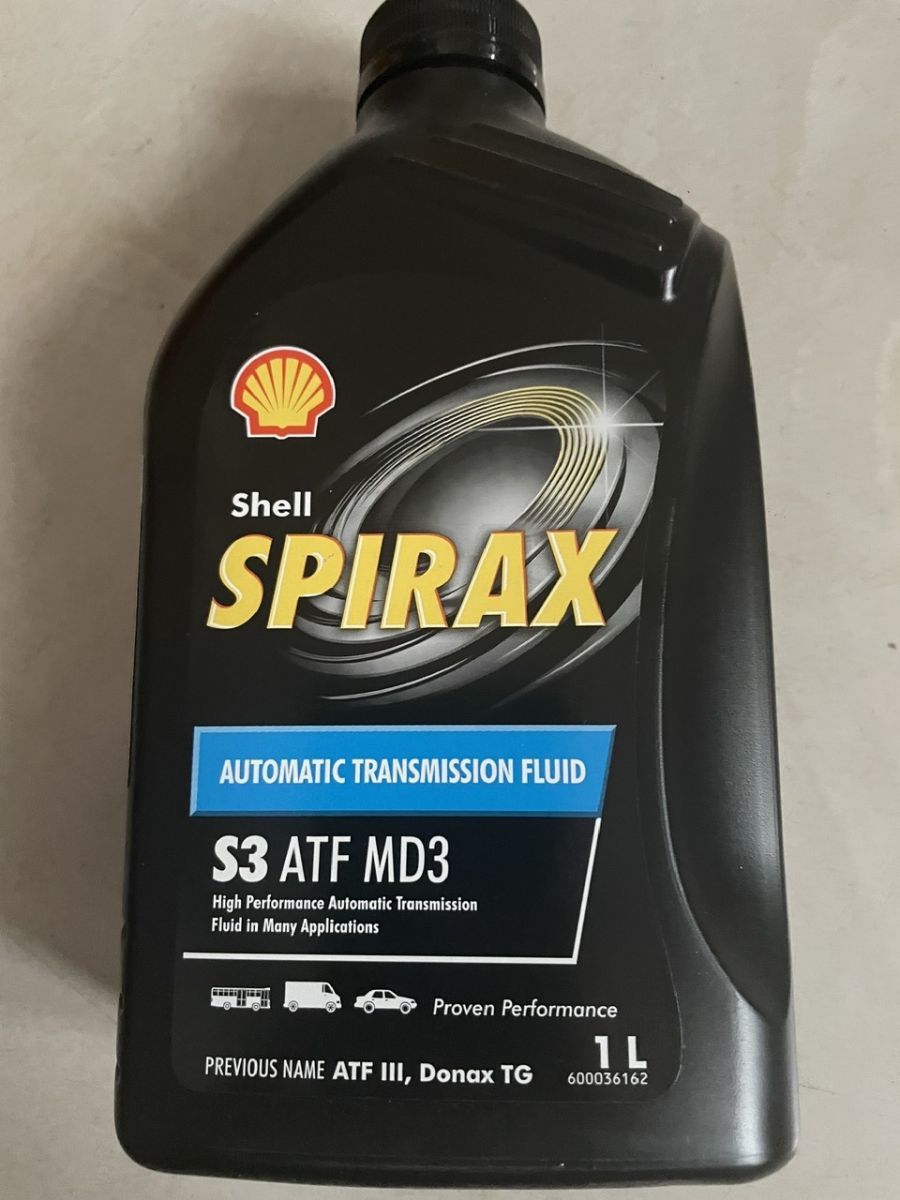 Shell
SPIRAX
AUTOMATIC TRANSMISSION FLUID
S3 ATF MD3
High Performance Automatic Transmission
Fluid in Many Applications
Proven Performance
1 L
PREVIOUS NAME ATF III, Donax TG
600036162